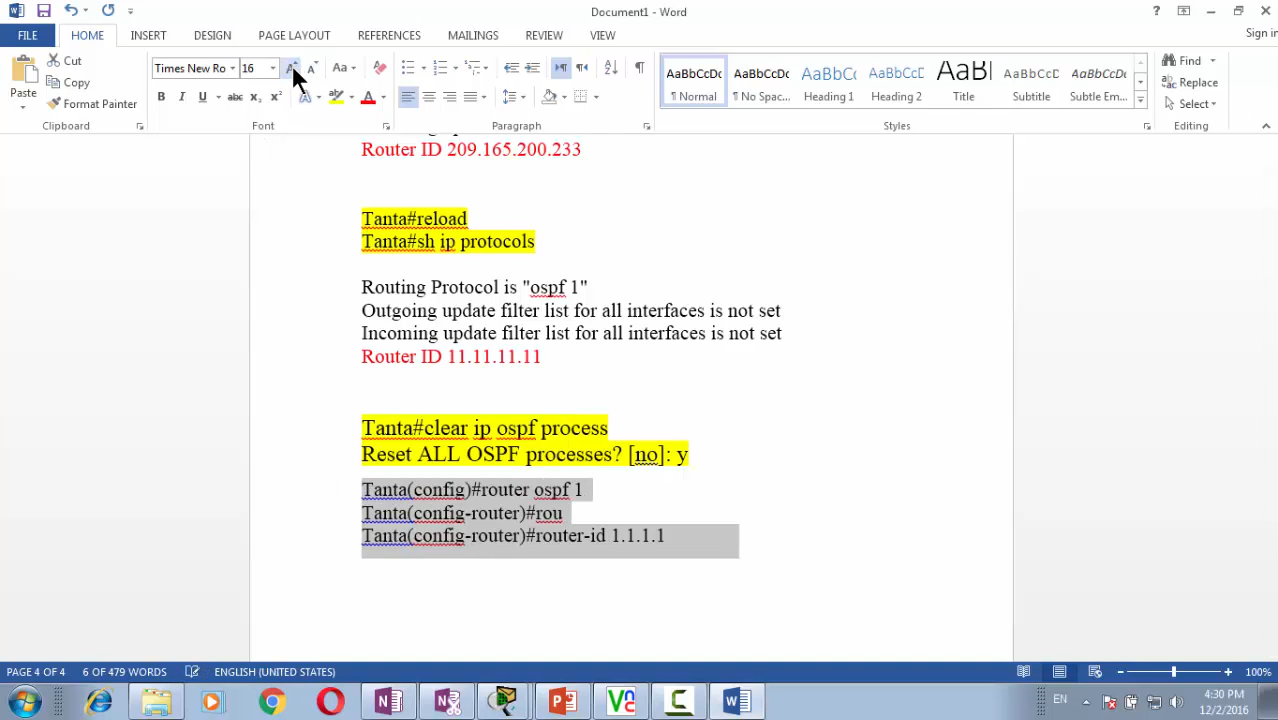 Document1 - Word
?
FILE HOME INSERT DESIGN PAGE LAYOUT REFERENCES MAILINGS REVIEW VIEW Sign in
Paste
Cut
Copy
Format Painter
Clipboard
Times New Ro 16 Aa
B I U abc x₂ x² A
Font
Paragraph
AaBbCcDc AaBbCcDc AaBbCc AaBbCcD AaBl AaBbCcD AaBbCcDc
¶ Normal ¶ No Spac... Heading 1 Heading 2 Title Subtitle Subtle Em...
Styles
Find
Replace
Select
Editing
Router ID 209.165.200.233
Tanta#reload
Tanta#sh ip protocols
Routing Protocol is "ospf 1"
Outgoing update filter list for all interfaces is not set
Incoming update filter list for all interfaces is not set
Router ID 11.11.11.11
Tanta#clear ip ospf process
Reset ALL OSPF processes? [no]: y
Tanta(config)#router ospf 1
Tanta(config-router)#rou
Tanta(config-router)#router-id 1.1.1.1
PAGE 4 OF 4 6 OF 479 WORDS ENGLISH (UNITED STATES) 100%
EN
4:30 PM
12/2/2016